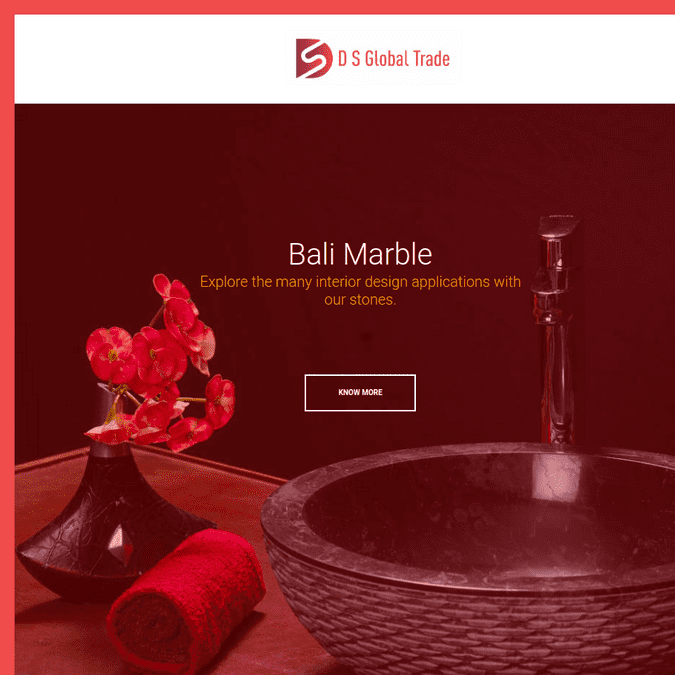 D S Global Trade
Bali Marble
Explore the many interior design applications with
our stones.
KNOW MORE